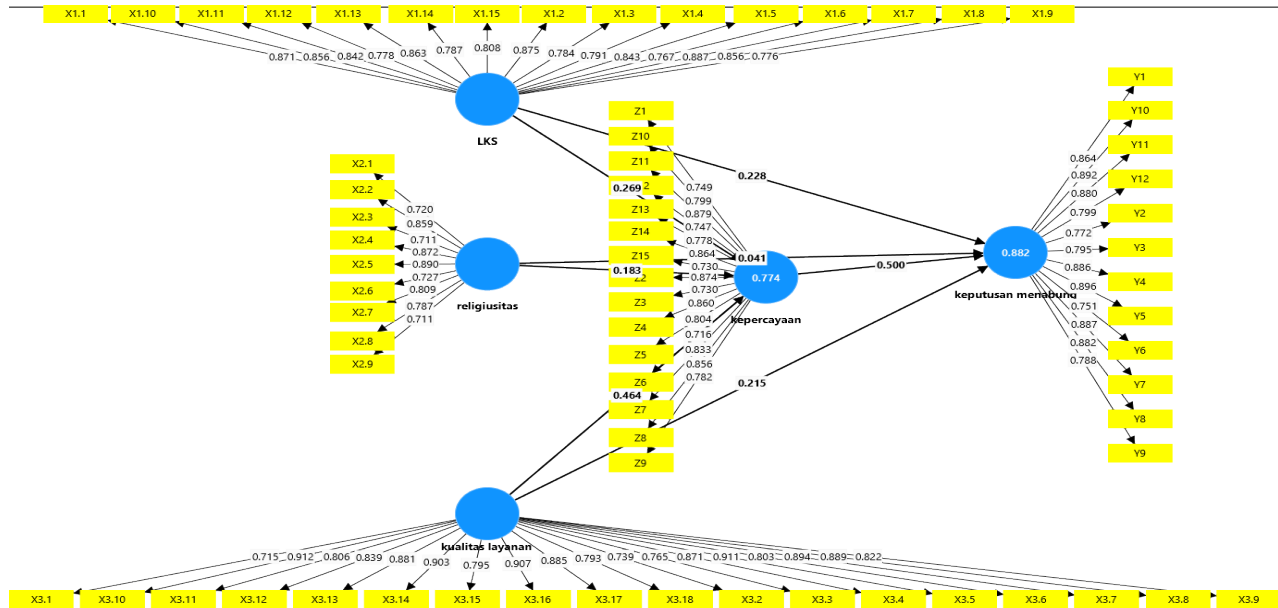 X1.1 X1.10 X1.11 X1.12 X1.13 X1.14 X1.15 X1.2 X1.3 X1.4 X1.5 X1.6 X1.7 X1.8 X1.9
0.871 0.856 0.842 0.778 0.863 0.787 0.808 0.875 0.784 0.791 0.843 0.767 0.887 0.856 0.776
LKS
X2.1
X2.2
X2.3
X2.4
X2.5
X2.6
X2.7
X2.8
X2.9
0.720
0.859
0.711
0.872
0.890
0.727
0.809
0.787
0.711
religiusitas
Z1
Z10
Z11
Z13
Z14
Z15
Z2
Z3
Z4
Z5
Z6
Z7
Z8
Z9
0.749
0.799
0.879
0.747
0.778
0.864
0.730
0.874
0.730
0.860
0.804
0.716
0.833
0.856
0.782
0.269
0.183
0.464
0.228
0.041
0.500
0.215
0.774
kepercayaan
0.882
keputusan menabung
0.864
0.892
0.880
0.799
0.772
0.795
0.886
0.896
0.751
0.887
0.882
0.788
Y1
Y10
Y11
Y12
Y2
Y3
Y4
Y5
Y6
Y7
Y8
Y9
kualitas layanan
0.715 0.912 0.806 0.839 0.881 0.903 0.795 0.907 0.885 0.793 0.739 0.765 0.871 0.911 0.803 0.894 0.889 0.822
X3.1 X3.10 X3.11 X3.12 X3.13 X3.14 X3.15 X3.16 X3.17 X3.18 X3.2 X3.3 X3.4 X3.5 X3.6 X3.7 X3.8 X3.9